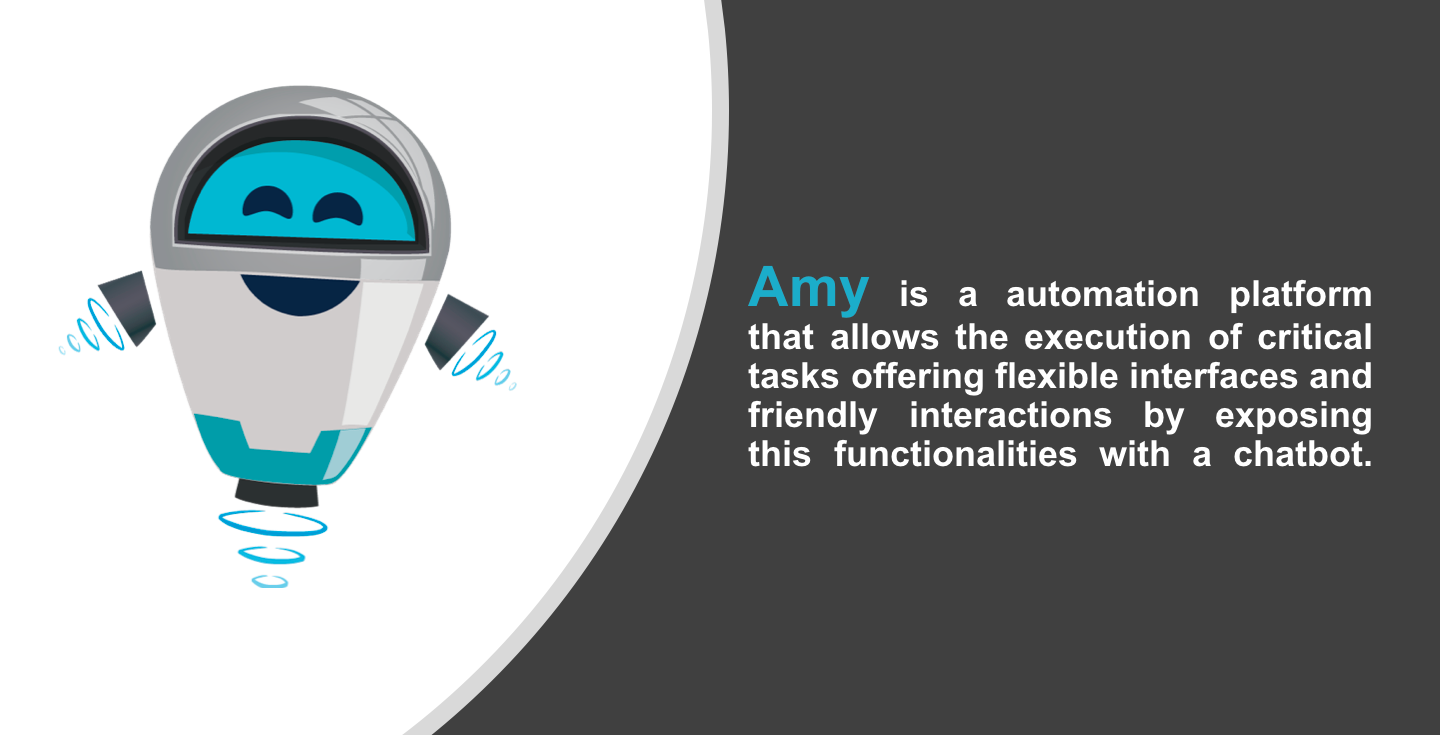 Amy is a automation platform
that allows the execution of critical
tasks offering flexible interfaces and
friendly interactions by exposing
this functionalities with a chatbot.